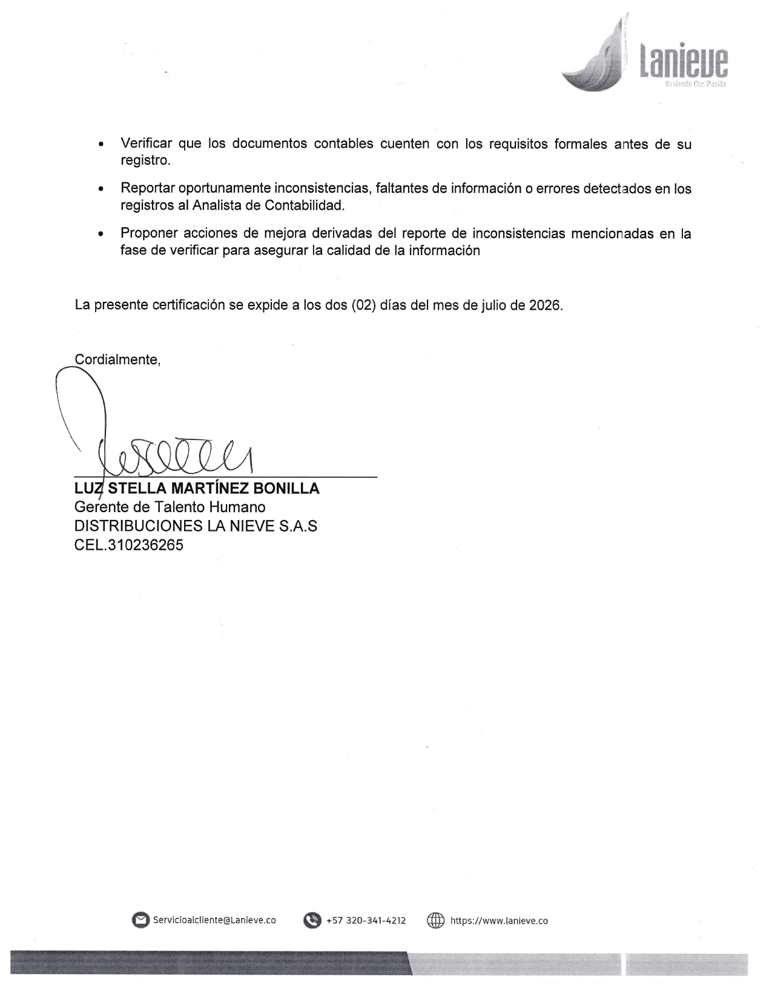 Lanieve
Sirviendo Con Pasión
• Verificar que los documentos contables cuenten con los requisitos formales antes de su
registro.
• Reportar oportunamente inconsistencias, faltantes de información o errores detectados en los
registros al Analista de Contabilidad.
• Proponer acciones de mejora derivadas del reporte de inconsistencias mencionadas en la
fase de verificar para asegurar la calidad de la información
La presente certificación se expide a los dos (02) días del mes de julio de 2026.
Cordialmente,
LUZ STELLA MARTÍNEZ BONILLA
Gerente de Talento Humano
DISTRIBUCIONES LA NIEVE S.A.S
CEL.310236265
Servicioalcliente@Lanieve.co +57 320-341-4212 https://www.lanieve.co